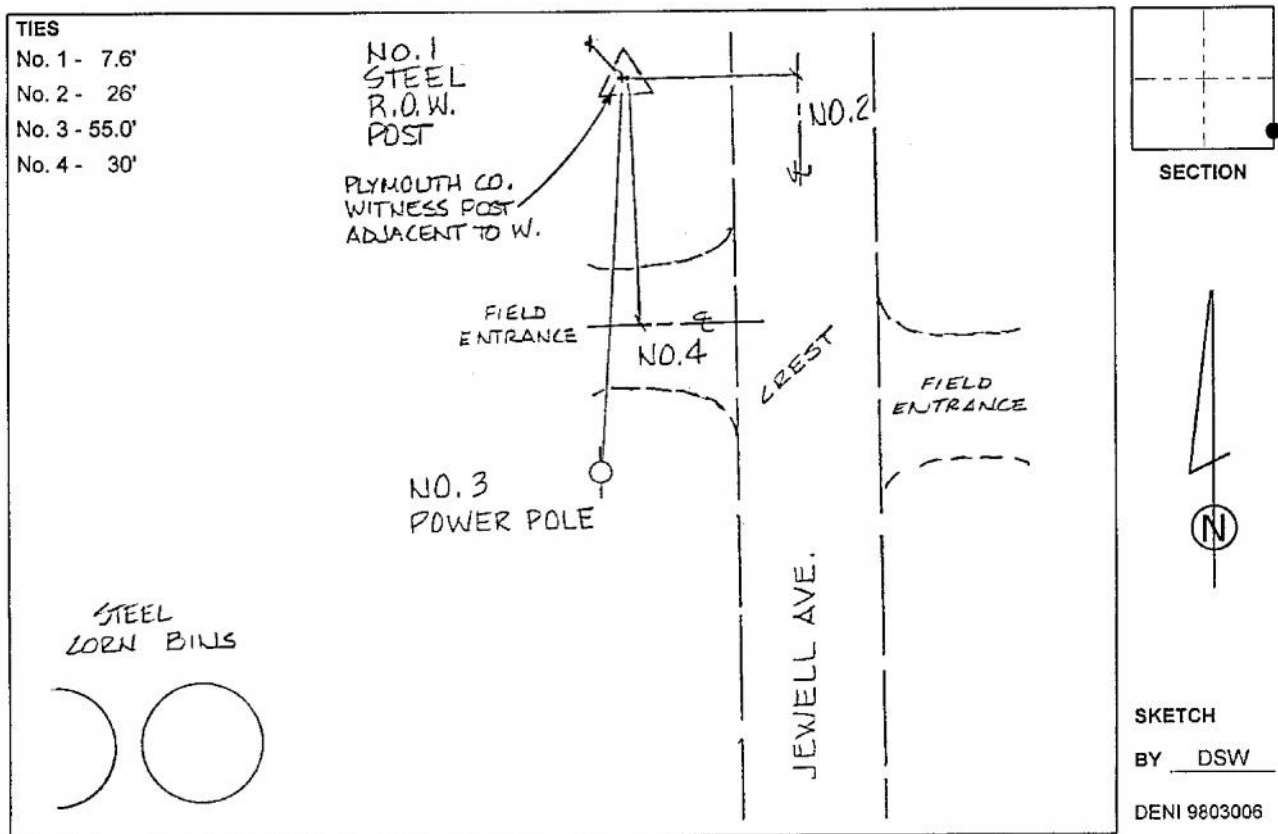 TIES
No. 1 - 7.6'
No. 2 - 26'
No. 3 - 55.0'
No. 4 - 30'
NO. 1
STEEL
R.O.W.
POST
PLYMOUTH CO.
WITNESS POST
ADJACENT TO W.
NO.2
SECTION
FIELD
ENTRANCE
NO.4
CREST
FIELD
ENTRANCE
NO. 3
POWER POLE
N
STEEL
CORN BINS
JEWELL AVE.
SKETCH
BY DSW
DENI 9803006